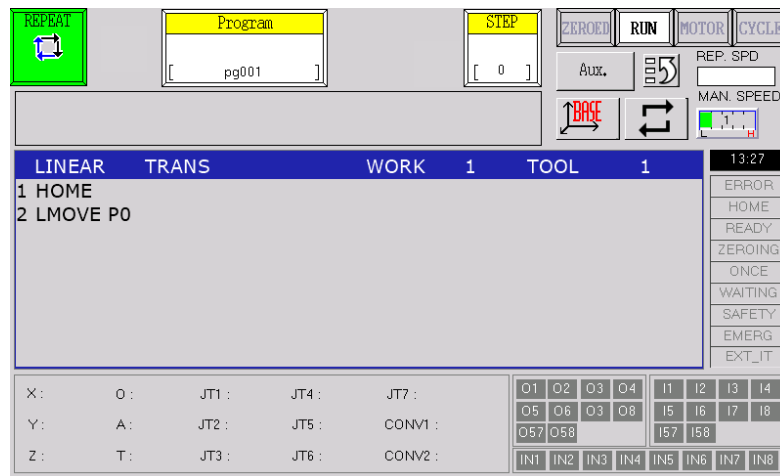 REPEAT
Program
[ pg001 ]
STEP
[ 0 ]
ZEROED RUN MOTOR CYCLE
Aux.
REP. SPD
BASE
MAN. SPEED
1
L H
LINEAR TRANS WORK 1 TOOL 1
1 HOME
2 LMOVE P0
13:27
ERROR
HOME
READY
ZEROING
ONCE
WAITING
SAFETY
EMERG
EXT_IT
X : O : JT1 : JT4 : JT7 :
Y : A : JT2 : JT5 : CONV1 :
Z : T : JT3 : JT6 : CONV2 :
O1 O2 O3 O4 I1 I2 I3 I4
O5 O6 O3 O8 I5 I6 I7 I8
O57 O58 I57 I58
IN1 IN2 IN3 IN4 IN5 IN6 IN7 IN8